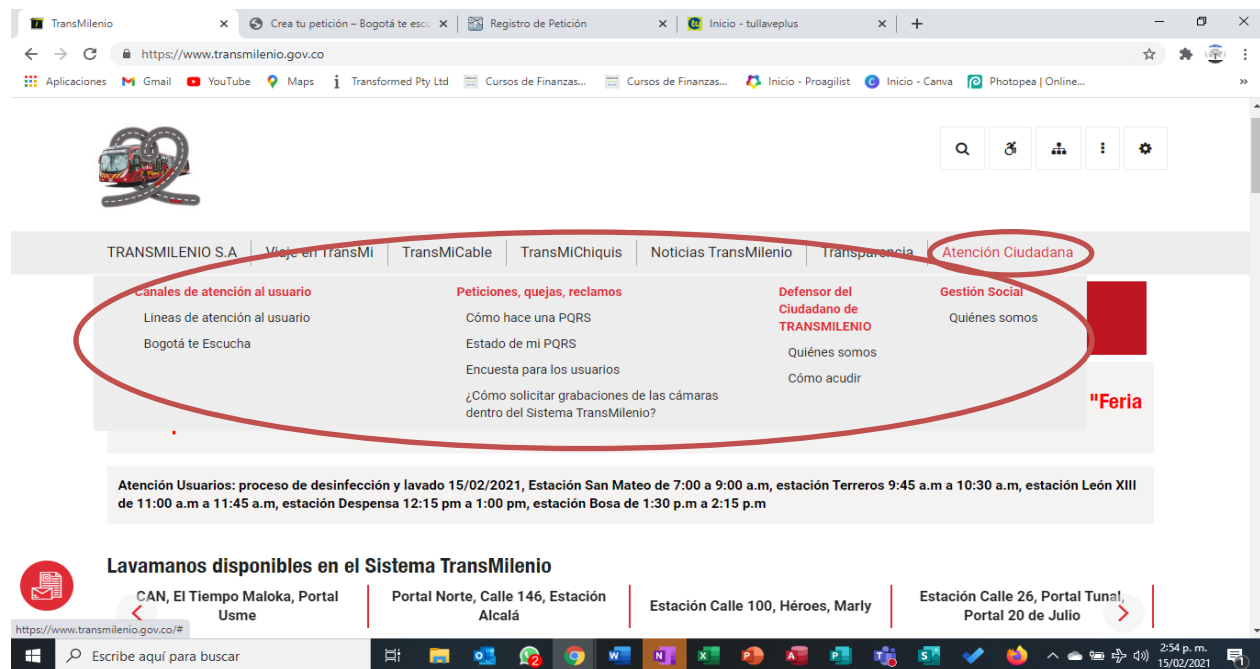 TransMilenio
Crea tu petición – Bogotá te escu
Registro de Petición
Inicio - tullaveplus
https://www.transmilenio.gov.co
Aplicaciones
Gmail
YouTube
Maps
Transformed Pty Ltd
Cursos de Finanzas...
Cursos de Finanzas...
Inicio - Proagilist
Inicio - Canva
Photopea | Online...
TRANSMILENIO S.A
Viaje en TransMi
TransMiCable
TransMiChiquis
Noticias TransMilenio
Transparencia
Atención Ciudadana
Canales de atención al usuario
Lineas de atención al usuario
Bogotá te Escucha
Peticiones, quejas, reclamos
Cómo hace una PQRS
Estado de mi PQRS
Encuesta para los usuarios
¿Cómo solicitar grabaciones de las cámaras
dentro del Sistema TransMilenio?
Defensor del
Ciudadano de
TRANSMILENIO
Quiénes somos
Cómo acudir
Gestión Social
Quiénes somos
"Feria
Atención Usuarios: proceso de desinfección y lavado 15/02/2021, Estación San Mateo de 7:00 a 9:00 a.m, estación Terreros 9:45 a.m a 10:30 a.m, estación León XIII
de 11:00 a.m a 11:45 a.m, estación Despensa 12:15 pm a 1:00 pm, estación Bosa de 1:30 p.m a 2:15 p.m
Lavamanos disponibles en el Sistema TransMilenio
CAN, El Tiempo Maloka, Portal
Usme
Portal Norte, Calle 146, Estación
Alcalá
Estación Calle 100, Héroes, Marly
Estación Calle 26, Portal Tunal,
Portal 20 de Julio
https://www.transmilenio.gov.co/#
Escribe aquí para buscar
2:54 p. m.
15/02/2021